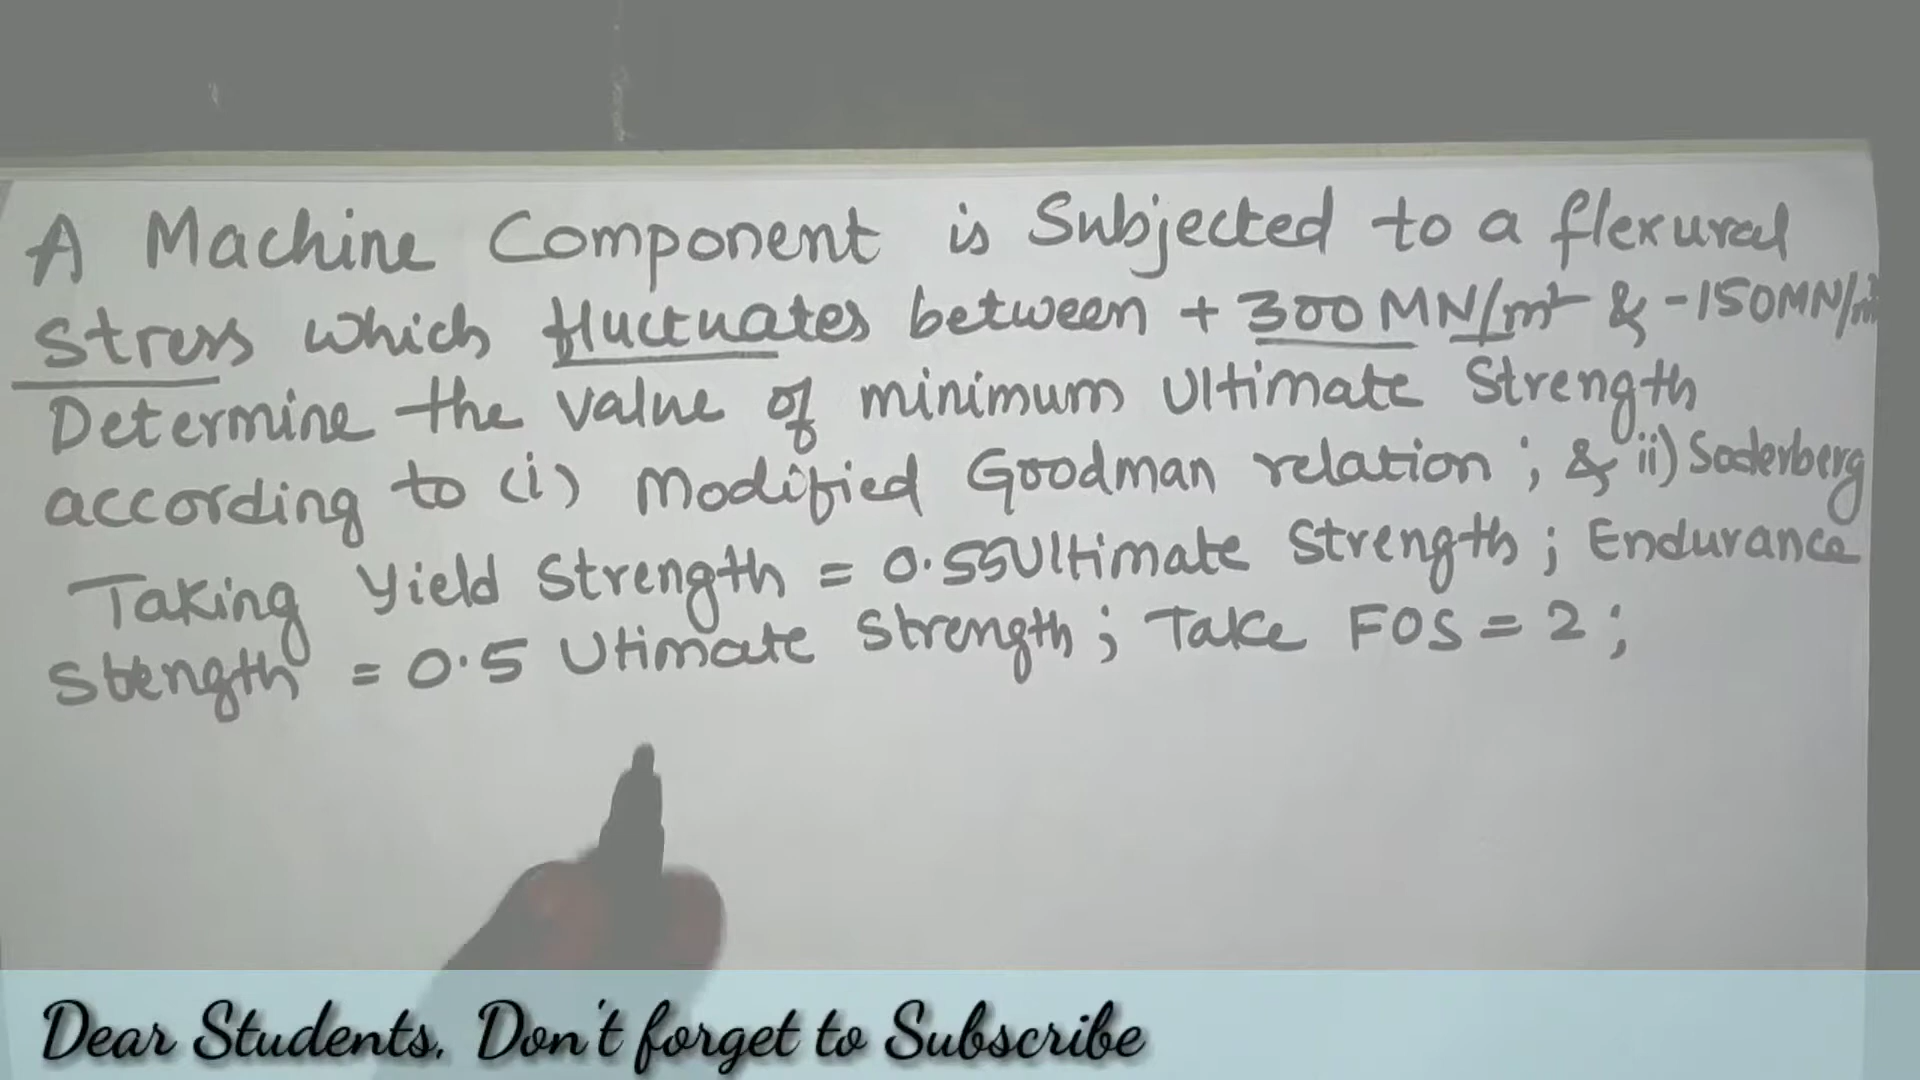 A Machine Component is Subjected to a flexural
Stress which fluctuates between + 300 MN/m² & -150MN/m²
Determine the value of minimum Ultimate Strength
according to (i) Modified Goodman relation ; & ii) Soderberg
Taking Yield Strength = 0.55Ultimate Strength ; Endurance
Stength = 0.5 Utimate Strength ; Take FOS = 2 ;
Dear Students, Don't forget to Subscribe